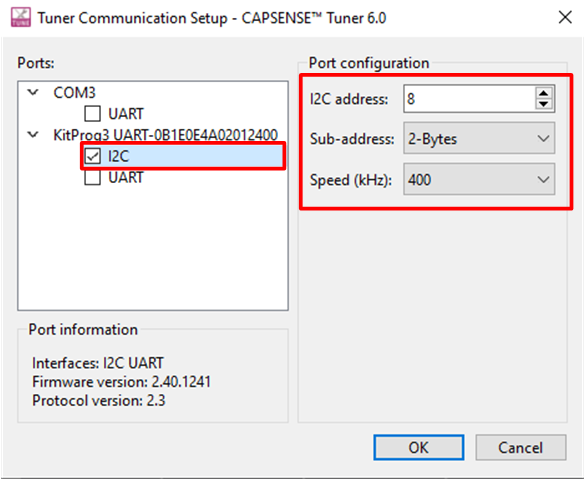 TUNE
Tuner Communication Setup - CAPSENSE™ Tuner 6.0
Ports:
COM3
UART
KitProg3 UART-0B1E0E4A02012400
I2C
UART
Port configuration
I2C address: 8
Sub-address: 2-Bytes
Speed (kHz): 400
Port information
Interfaces: I2C UART
Firmware version: 2.40.1241
Protocol version: 2.3
OK Cancel